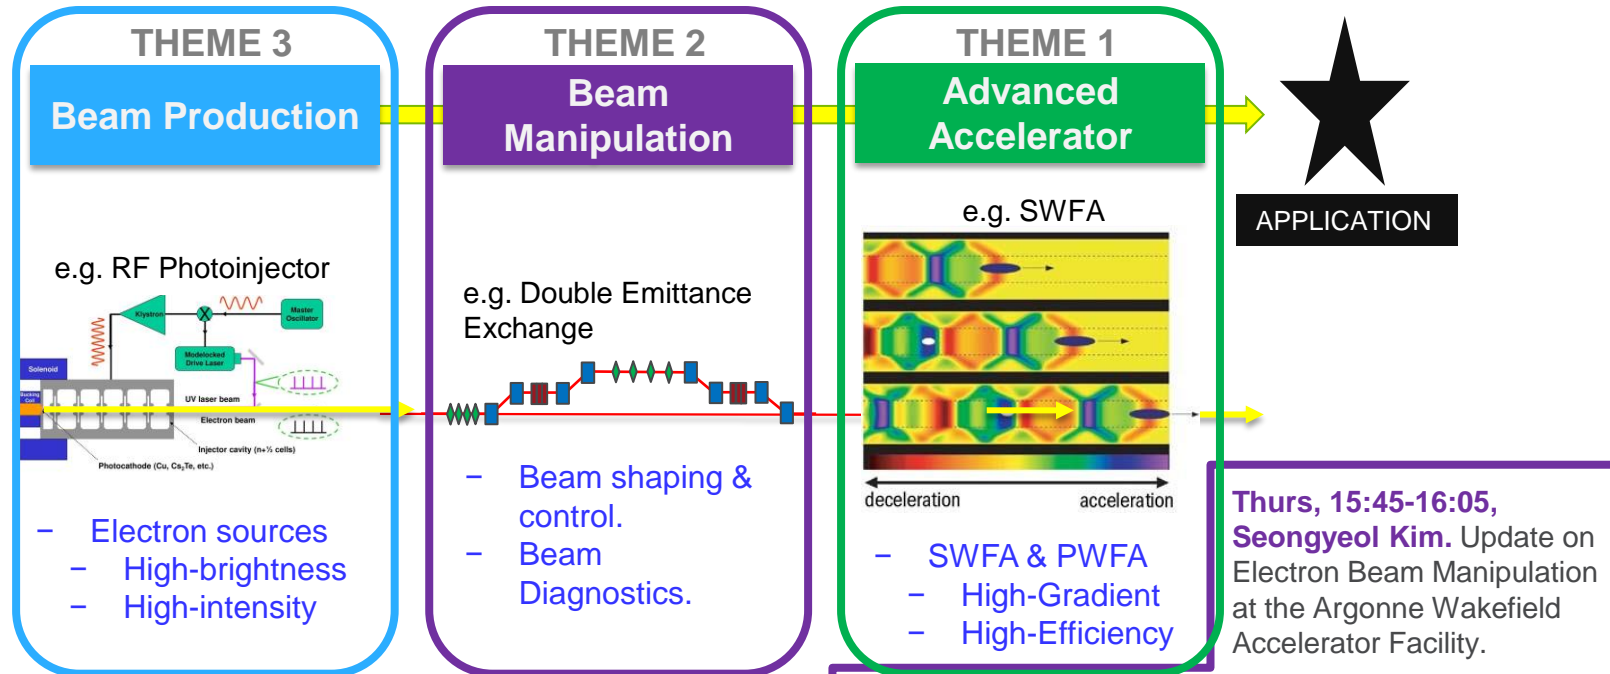 THEME 3
Beam Production
e.g. RF Photoinjector
Klystron
Master
Oscillator
Modelocked
Drive Laser
Solenoid
Bucking
Coil
UV laser beam
Electron beam
Injector cavity (n+½ cells)
Photocathode (Cu, Cs₂Te, etc.)
– Electron sources
– High-brightness
– High-intensity
THEME 2
Beam
Manipulation
e.g. Double Emittance
Exchange
– Beam shaping &
control.
– Beam
Diagnostics.
THEME 1
Advanced
Accelerator
e.g. SWFA
deceleration
acceleration
– SWFA & PWFA
– High-Gradient
– High-Efficiency
APPLICATION
Thurs, 15:45-16:05,
Seongyeol Kim. Update on
Electron Beam Manipulation
at the Argonne Wakefield
Accelerator Facility.